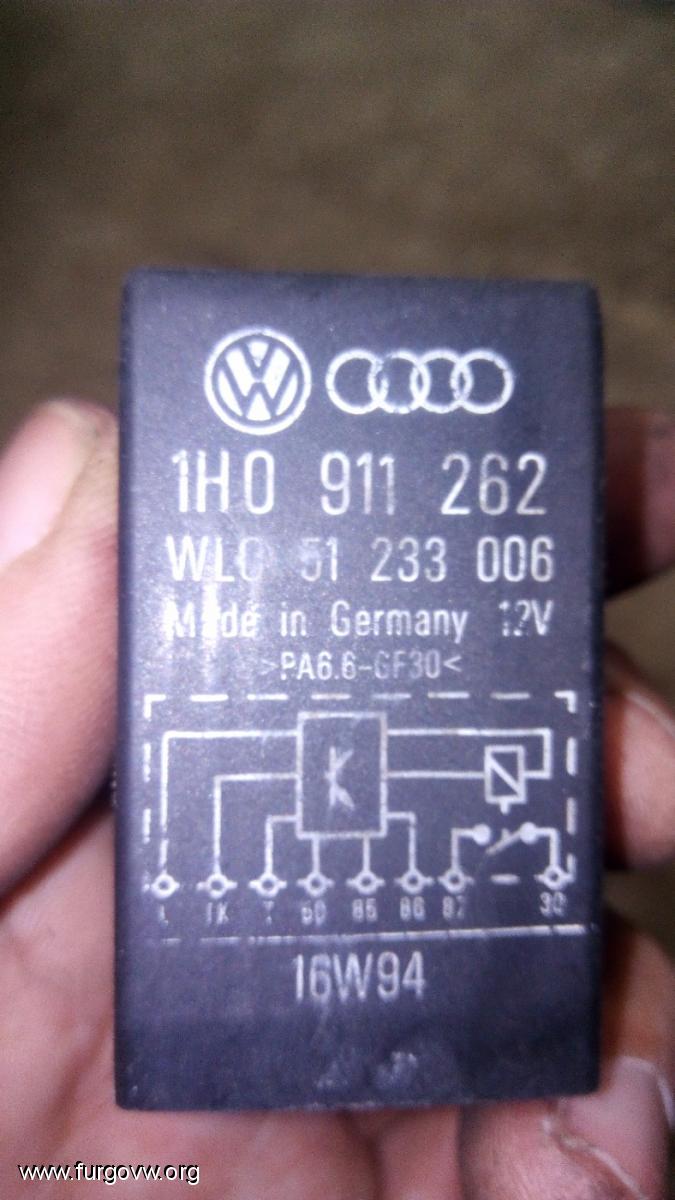 1H0 911 262
51 233 006
Made in Germany 12V
>PA6.6-GF30<
K
TK T 50 85 86 87 30
16W94
www.furgovw.org